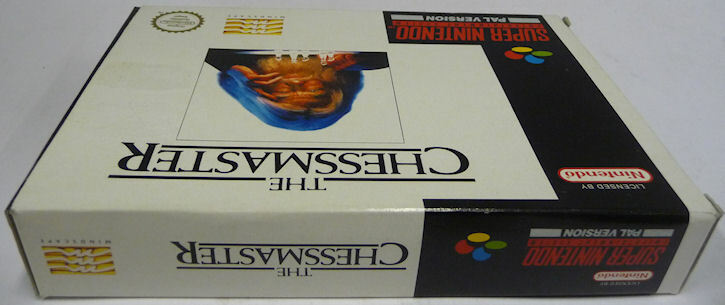 THE
CHESSMASTER
LICENSED BY
Nintendo
SUPER NINTENDO
ENTERTAINMENT SYSTEM
PAL VERSION
MINDSCAPE
THE
CHESSMASTER
LICENSED BY
Nintendo
SUPER NINTENDO
ENTERTAINMENT SYSTEM
PAL VERSION
MINDSCAPE